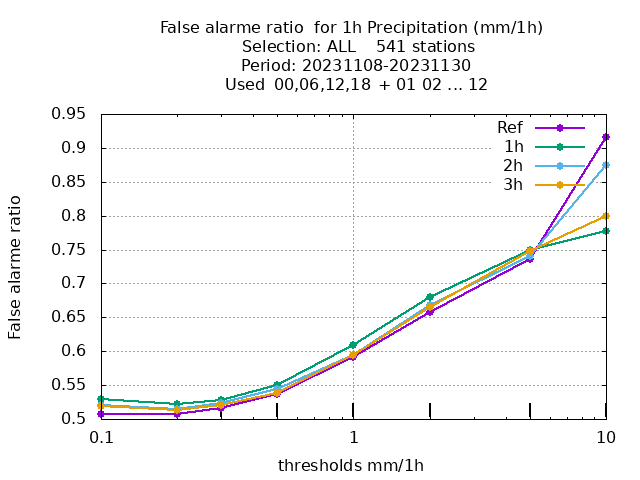 False alarme ratio  for 1h Precipitation (mm/1h)
Selection: ALL    541 stations
Period: 20231108-20231130
Used  00,06,12,18  + 01 02 ... 12
0.95
0.9
0.85
0.8
0.75
0.7
0.65
0.6
0.55
0.5
False alarme ratio
Ref
1h
2h
3h
0.1
1
10
thresholds mm/1h